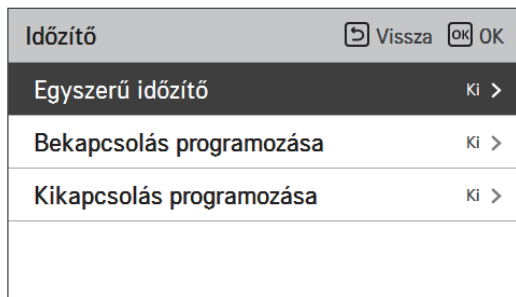 Időzítő Vissza OK OK
Egyszerű időzítő Ki >
Bekapcsolás programozása Ki >
Kikapcsolás programozása Ki >